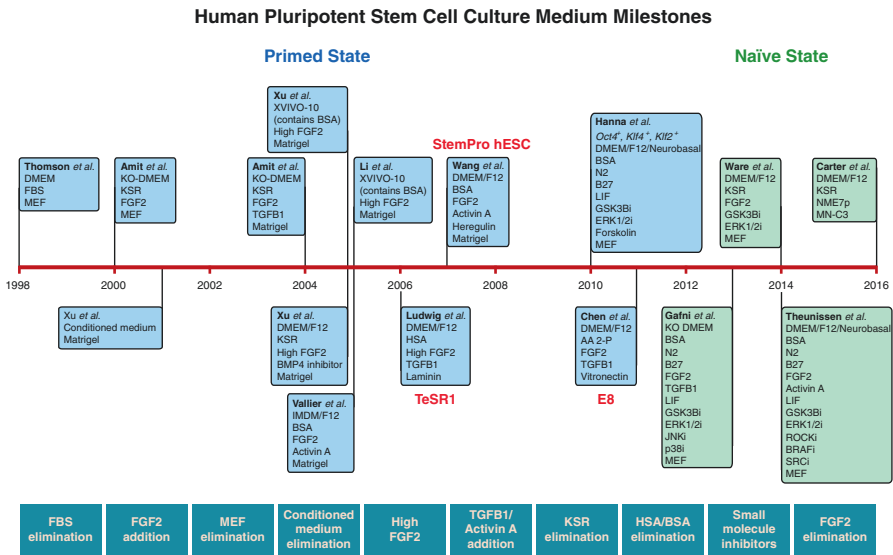 Human Pluripotent Stem Cell Culture Medium Milestones
Primed State
Naïve State
Xu et al.
XVIVO-10
(contains BSA)
High FGF2
Matrigel
StemPro hESC
Thomson et al.
DMEM
FBS
MEF
Amit et al.
KO-DMEM
KSR
FGF2
MEF
Amit et al.
KO-DMEM
KSR
FGF2
TGFB1
Matrigel
Li et al.
XVIVO-10
(contains BSA)
High FGF2
Matrigel
Wang et al.
DMEM/F12
BSA
FGF2
Activin A
Heregulin
Matrigel
Hanna et al.
Oct4+, Klf4+, Klf2+
DMEM/F12/Neurobasal
BSA
N2
B27
LIF
GSK3Bi
ERK1/2i
Forskolin
MEF
Ware et al.
DMEM/F12
KSR
FGF2
GSK3Bi
ERK1/2i
MEF
Carter et al.
DMEM/F12
KSR
NME7p
MN-C3
1998 2000 2002 2004 2006 2008 2010 2012 2014 2016
Xu et al.
Conditioned medium
Matrigel
Xu et al.
DMEM/F12
KSR
High FGF2
BMP4 inhibitor
Matrigel
Vallier et al.
IMDM/F12
BSA
FGF2
Activin A
Matrigel
Ludwig et al.
DMEM/F12
HSA
High FGF2
TGFB1
Laminin
TeSR1
Chen et al.
DMEM/F12
AA 2-P
FGF2
TGFB1
Vitronectin
E8
Gafni et al.
KO DMEM
BSA
N2
B27
FGF2
TGFB1
LIF
GSK3Bi
ERK1/2i
JNKi
p38i
MEF
Theunissen et al.
DMEM/F12/Neurobasal
BSA
N2
B27
FGF2
Activin A
LIF
GSK3Bi
ERK1/2i
ROCKi
BRAFi
SRCi
MEF
FBS
elimination
FGF2
addition
MEF
elimination
Conditioned
medium
elimination
High
FGF2
TGFB1/
Activin A
addition
KSR
elimination
HSA/BSA
elimination
Small
molecule
inhibitors
FGF2
elimination